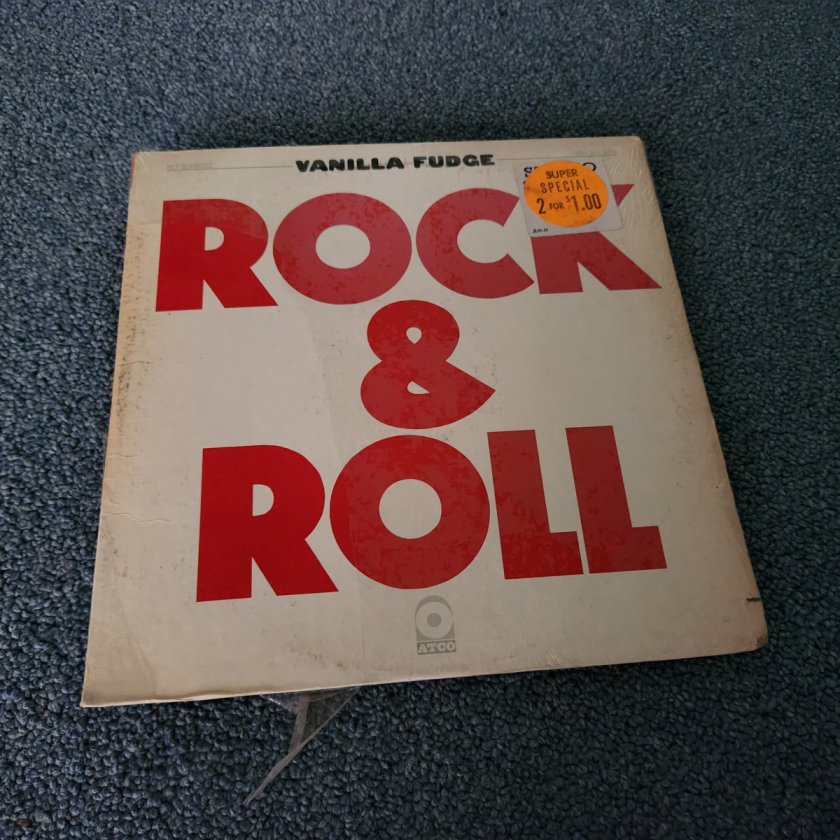 STEREO
VANILLA FUDGE
SUPER
SPECIAL
2 FOR $1.00
ROCK
&
ROLL
ATCO